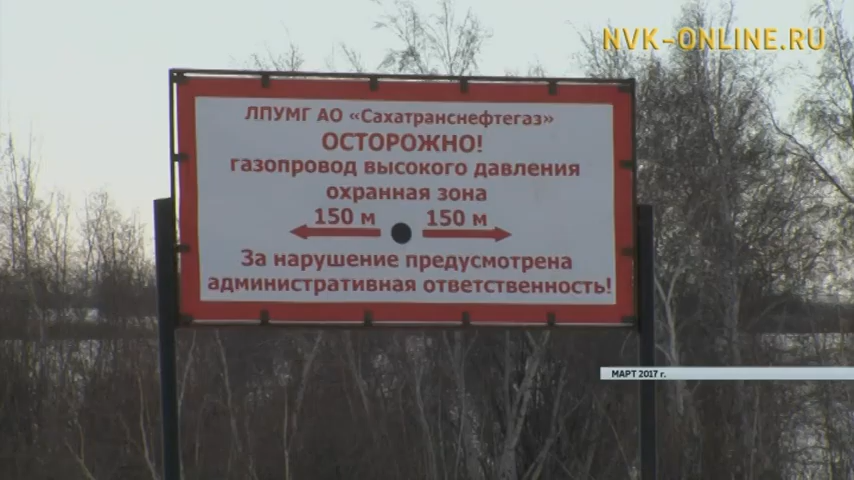 NVK-ONLINE.RU
ЛПУМГ АО «Сахатранснефтегаз»
ОСТОРОЖНО!
газопровод высокого давления
охранная зона
150 м 150 м
За нарушение предусмотрена
административная ответственность!
МАРТ 2017 г.